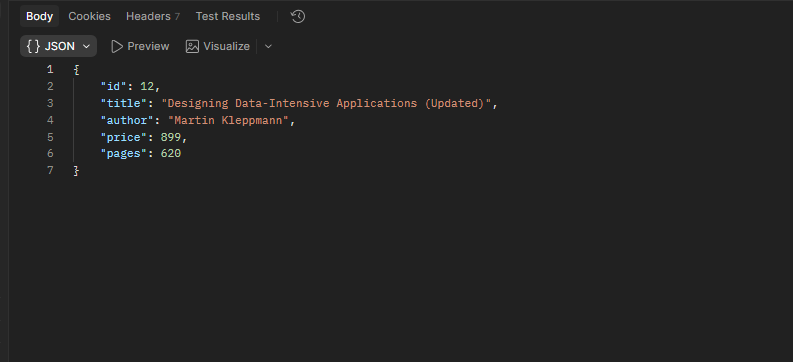 Body Cookies Headers 7 Test Results
{} JSON Preview Visualize
1 {
2 "id": 12,
3 "title": "Designing Data-Intensive Applications (Updated)",
4 "author": "Martin Kleppmann",
5 "price": 899,
6 "pages": 620
7 }